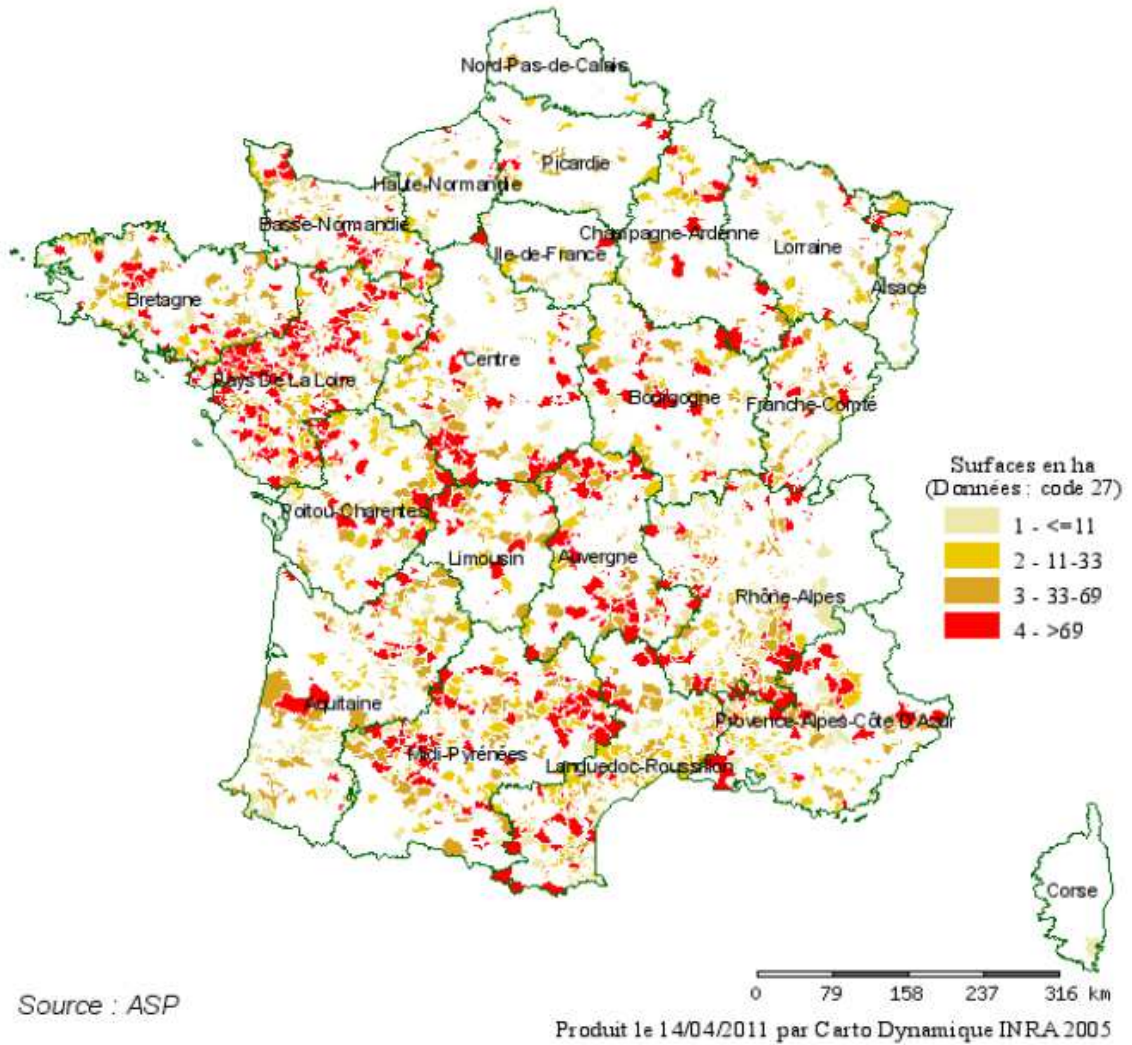 Nord-Pas-de-Calais
Picardie
Haute-Normandie
Basse-Normandie
Champagne-Ardenne
Ile-de-France
Lorraine
Alsace
Bretagne
Centre
Pays De La Loire
Bourgogne
Franche-Comté
Poitou-Charentes
Limousin
Auvergne
Rhône-Alpes
Aquitaine
Midi-Pyrénées
Provence-Alpes-Côte D'Azur
Languedoc-Roussillon
Corse
Surfaces en ha
(Données : code 27)
1 - <=11
2 - 11-33
3 - 33-69
4 - >69
0 79 158 237 316 km
Source : ASP
Produit le 14/04/2011 par Carto Dynamique INRA 2005